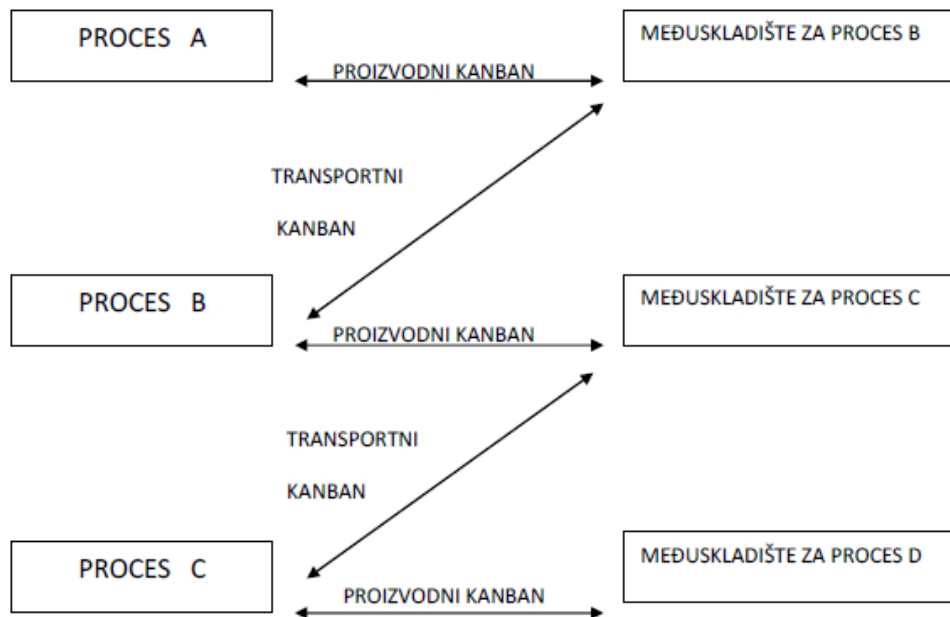 PROCES A
MEĐUSKLADIŠTE ZA PROCES B
PROIZVODNI KANBAN
TRANSPORTNI
KANBAN
PROCES B
MEĐUSKLADIŠTE ZA PROCES C
PROIZVODNI KANBAN
TRANSPORTNI
KANBAN
PROCES C
MEĐUSKLADIŠTE ZA PROCES D
PROIZVODNI KANBAN